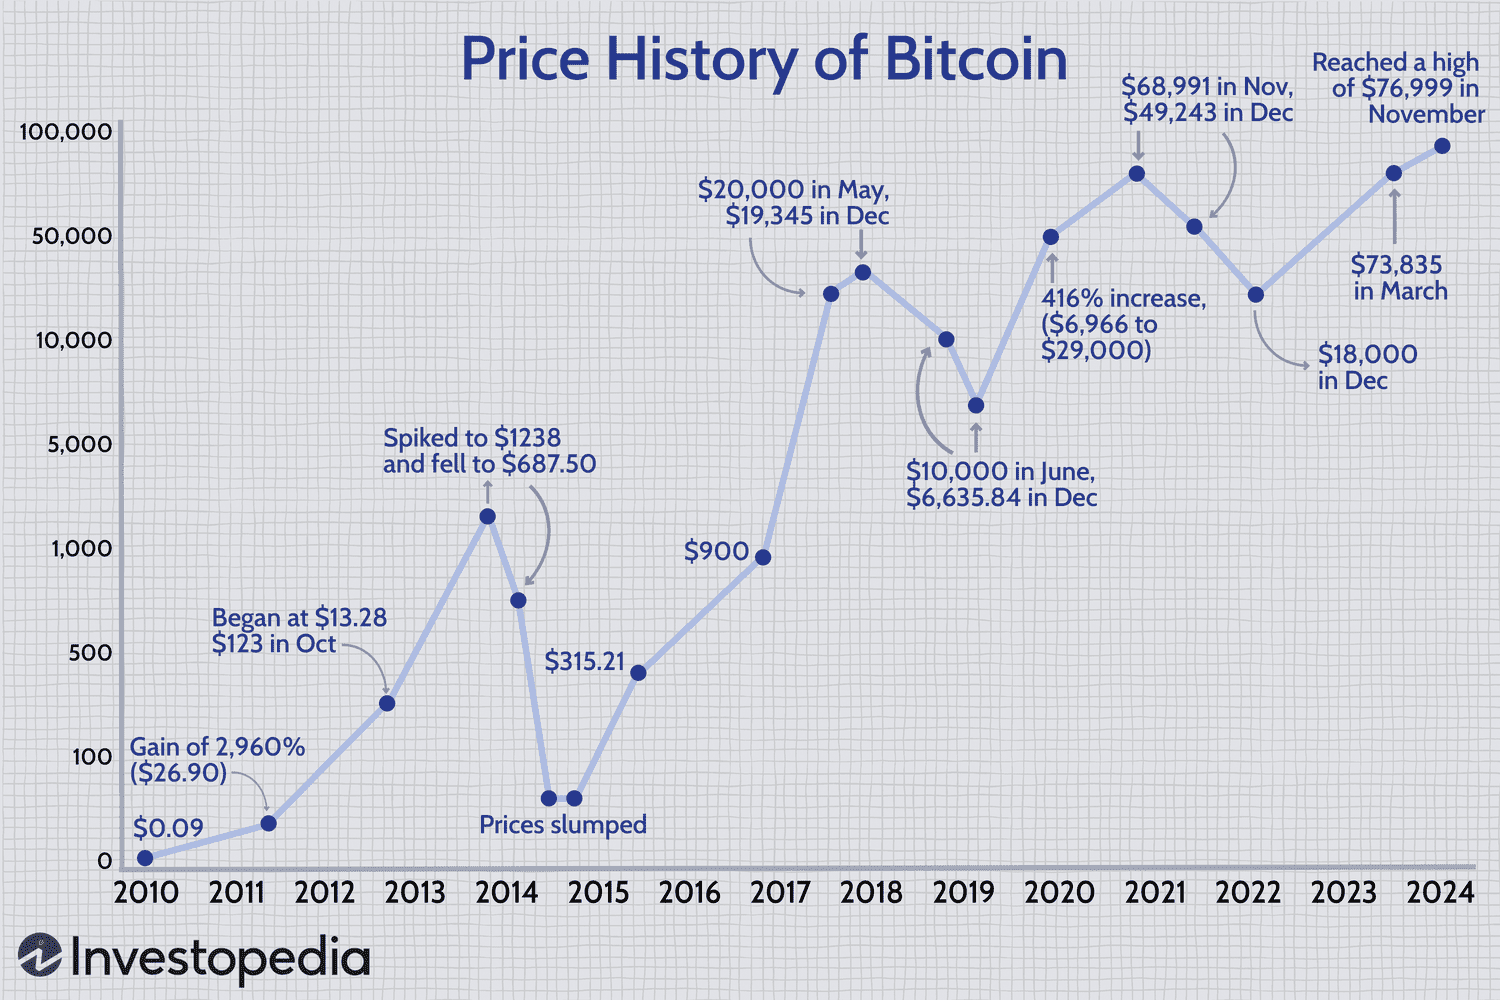 Price History of Bitcoin
Reached a high
of $76,999 in
November
$68,991 in Nov,
$49,243 in Dec
100,000
50,000
10,000
5,000
1,000
500
100
0
$20,000 in May,
$19,345 in Dec
$73,835
in March
416% increase,
($6,966 to
$29,000)
$18,000
in Dec
Spiked to $1238
and fell to $687.50
$10,000 in June,
$6,635.84 in Dec
$900
Began at $13.28
$123 in Oct
$315.21
Gain of 2,960%
($26.90)
$0.09
Prices slumped
2010 2011 2012 2013 2014 2015 2016 2017 2018 2019 2020 2021 2022 2023 2024
Investopedia